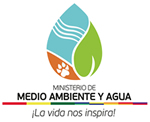 MINISTERIO DE
MEDIO AMBIENTE Y AGUA
¡La vida nos inspira!